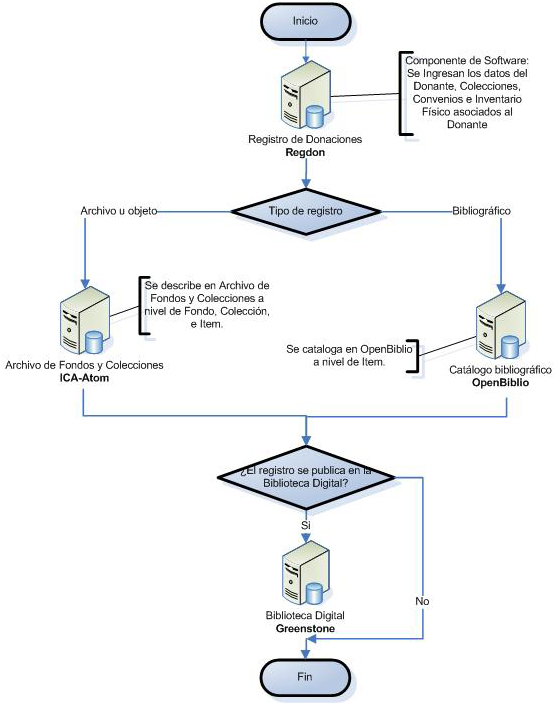 Inicio
Componente de Software:
Se Ingresan los datos del
Donante, Colecciones,
Convenios e Inventario
Físico asociados al
Donante
Registro de Donaciones
Regdon
Archivo u objeto
Tipo de registro
Bibliográfico
Se describe en Archivo de
Fondos y Colecciones a
nivel de Fondo, Colección,
e Item.
Archivo de Fondos y Colecciones
ICA-Atom
Se cataloga en OpenBiblio
a nivel de Item.
Catálogo bibliográfico
OpenBiblio
¿El registro se publica en la
Biblioteca Digital?
Si
Biblioteca Digital
Greenstone
No
Fin